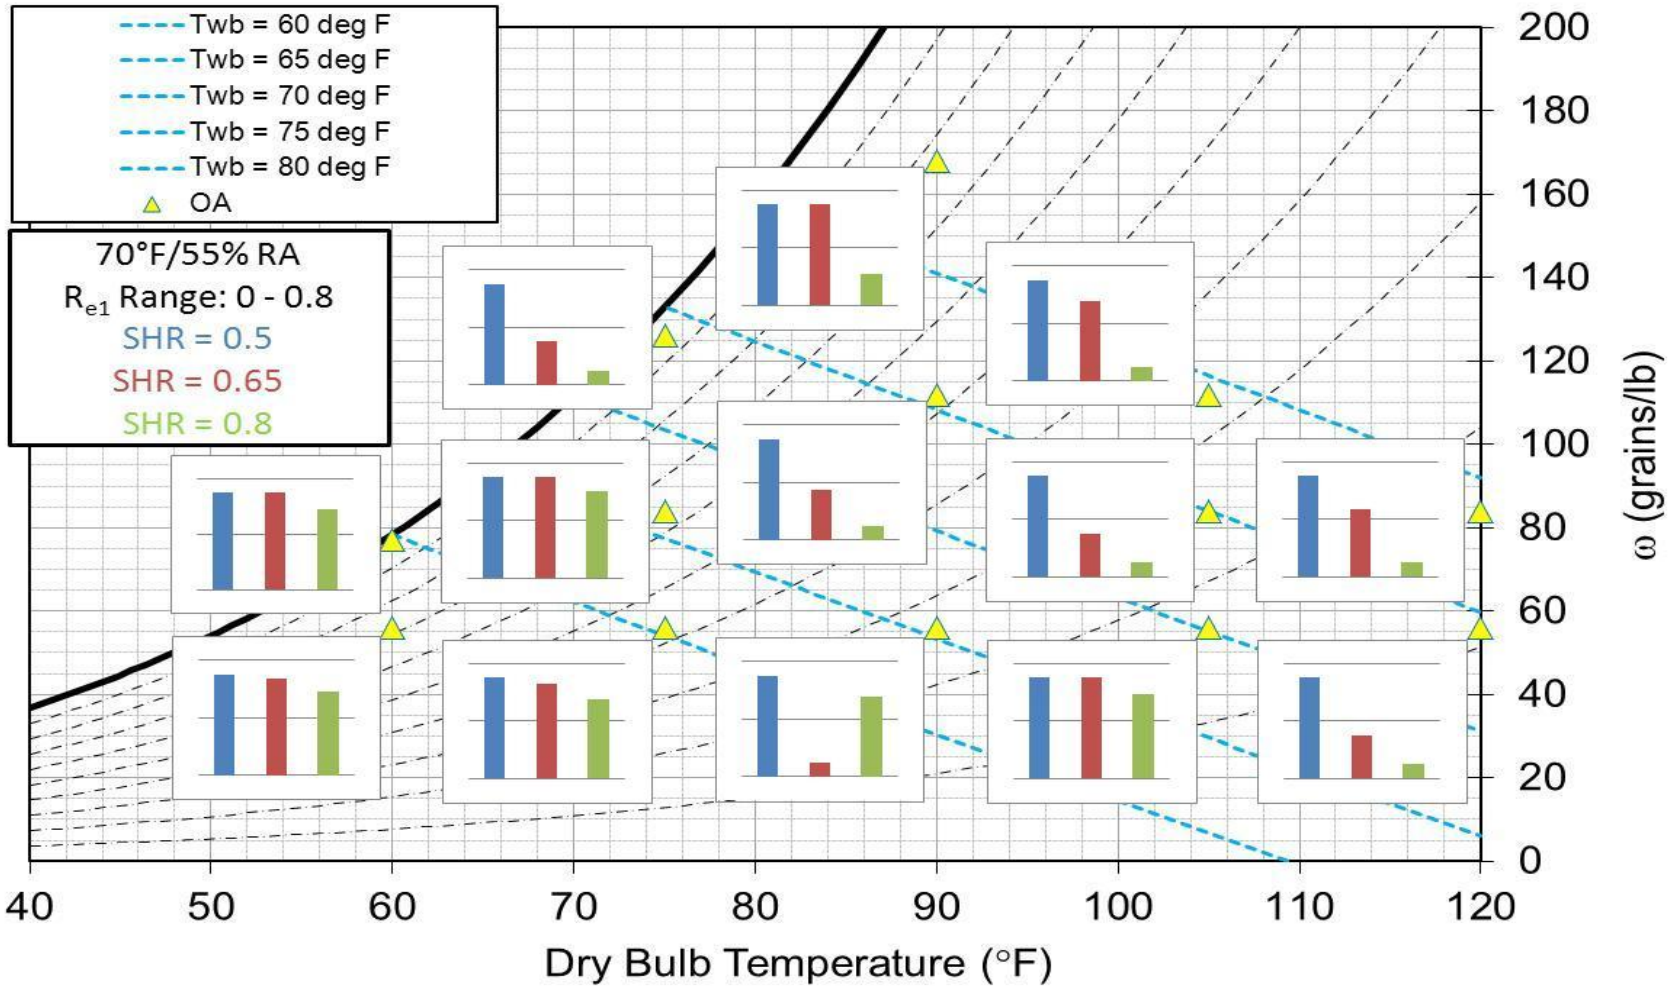 Twb = 60 deg F
Twb = 65 deg F
Twb = 70 deg F
Twb = 75 deg F
Twb = 80 deg F
OA
70°F/55% RA
Re1 Range: 0 - 0.8
SHR = 0.5
SHR = 0.65
SHR = 0.8
200
180
160
140
120
100
80
60
40
20
0
ω (grains/lb)
40 50 60 70 80 90 100 110 120
Dry Bulb Temperature (°F)